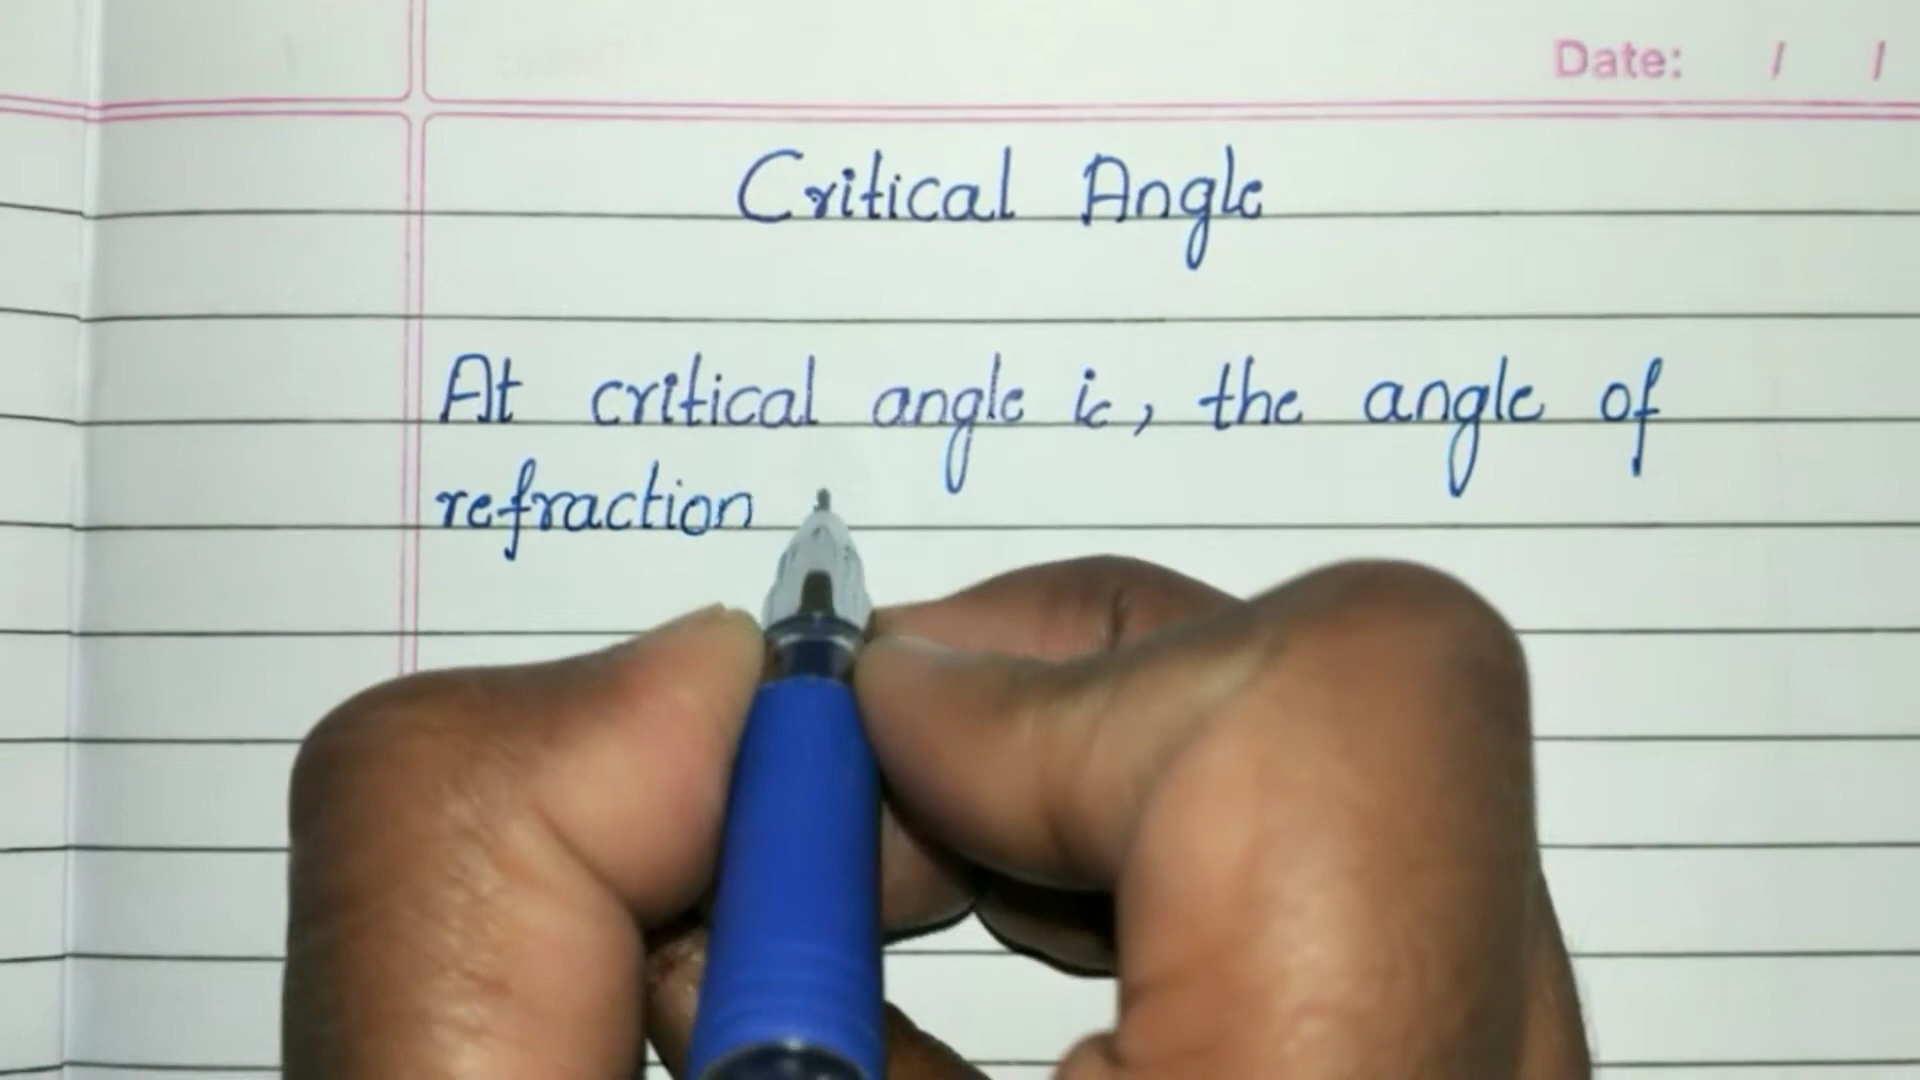 Date: / /
Critical Angle
At critical angle ic, the angle of
refraction